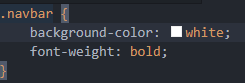 .navbar {
    background-color: white;
    font-weight: bold;
}